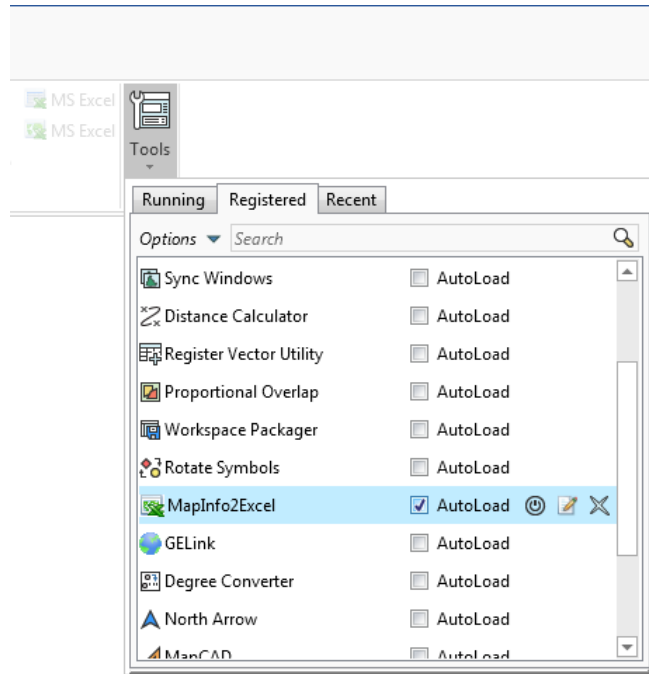 MS Excel
MS Excel
Tools
Running Registered Recent
Options Search
Sync Windows AutoLoad
Distance Calculator AutoLoad
Register Vector Utility AutoLoad
Proportional Overlap AutoLoad
Workspace Packager AutoLoad
Rotate Symbols AutoLoad
MapInfo2Excel AutoLoad
GELink AutoLoad
Degree Converter AutoLoad
North Arrow AutoLoad
MapCAD AutoLoad